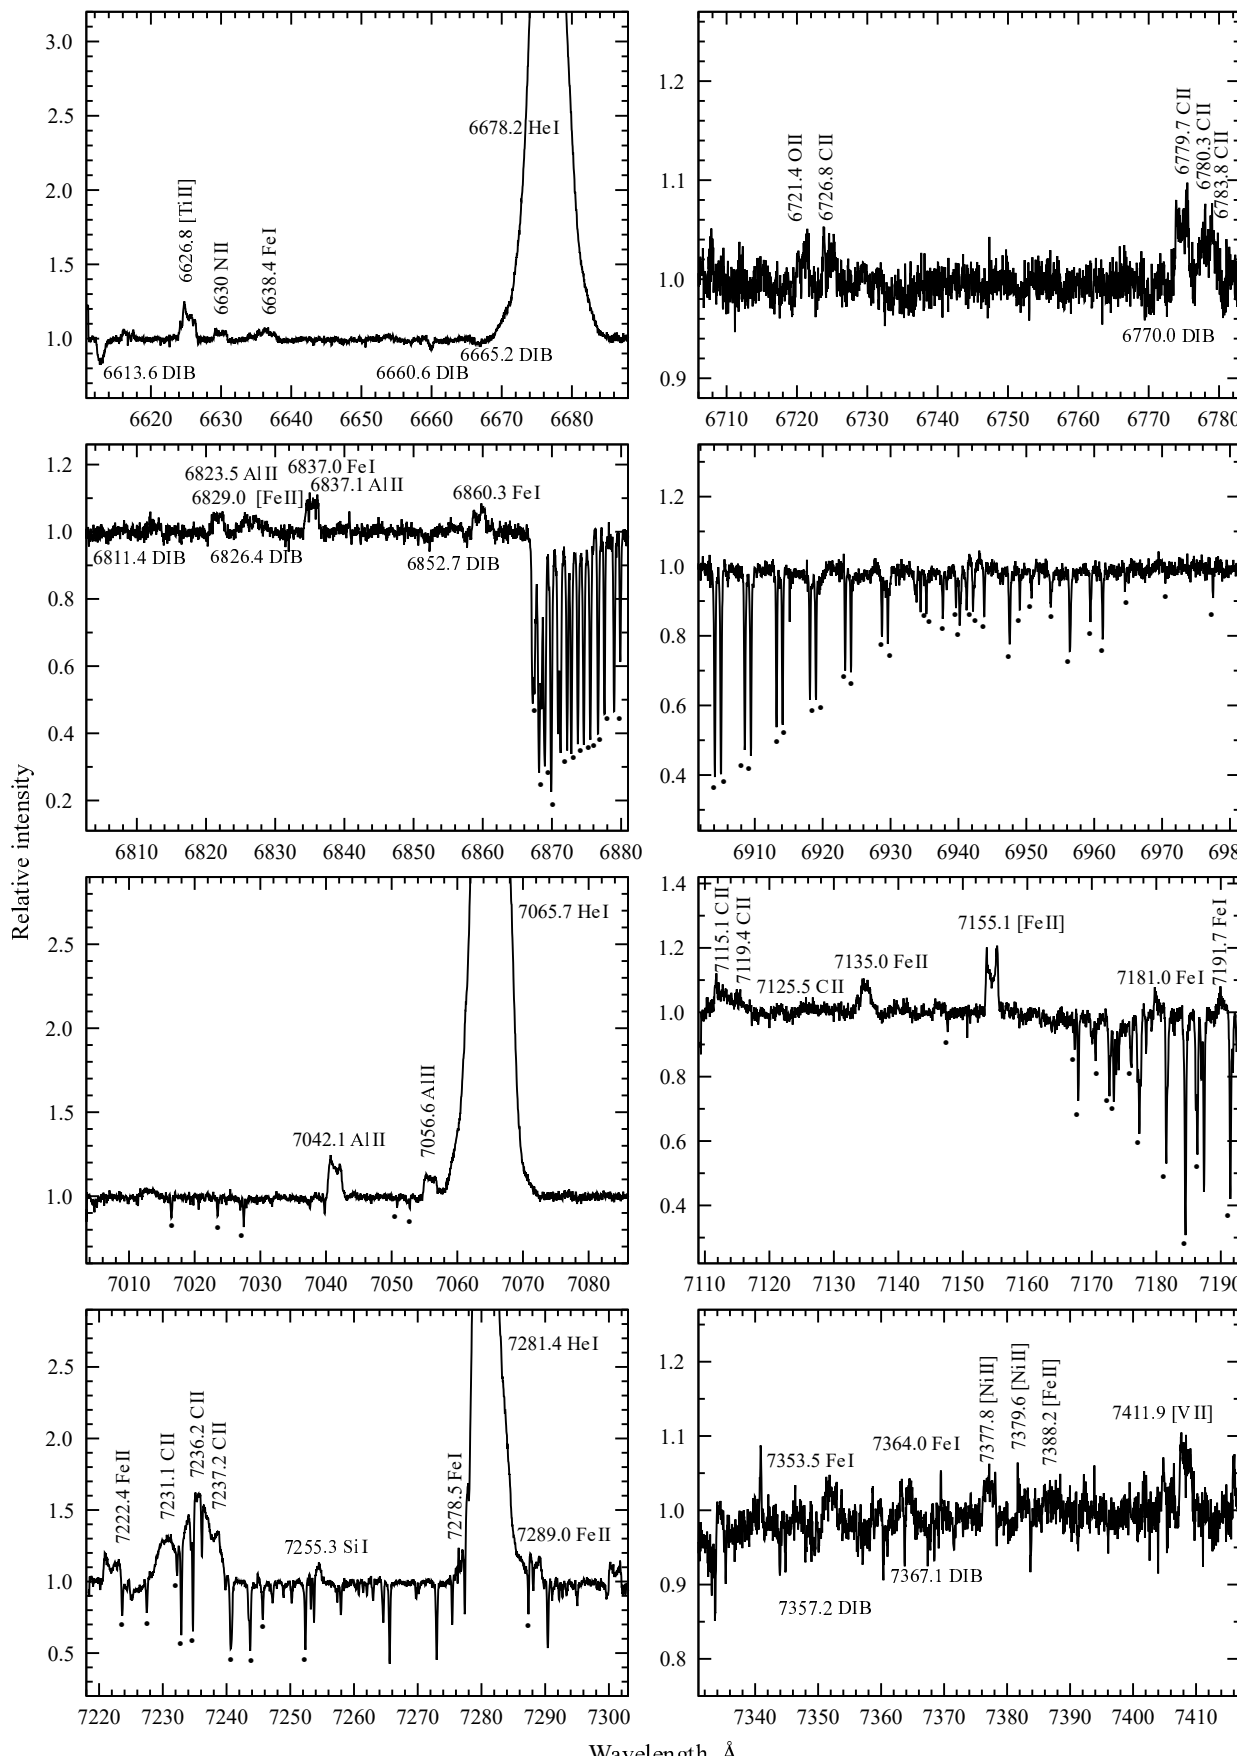 3.0
2.5
2.0
1.5
1.0
6678.2 HeI
6626.8 [TiII]
6630 NII
6638.4 FeI
6613.6 DIB
6660.6 DIB
6665.2 DIB
6620 6630 6640 6650 6660 6670 6680
1.2
1.1
1.0
0.9
6721.4 OII
6726.8 CII
6779.7 CII
6780.3 CII
6783.8 CII
6770.0 DIB
6710 6720 6730 6740 6750 6760 6770 6780
1.2
1.0
0.8
0.6
0.4
0.2
6823.5 AlII
6837.0 FeI
6829.0 [FeII]
6837.1 AlII
6860.3 FeI
6811.4 DIB
6826.4 DIB
6852.7 DIB
6810 6820 6830 6840 6850 6860 6870 6880
1.2
1.0
0.8
0.6
0.4
6910 6920 6930 6940 6950 6960 6970 698
Relative intensity
2.5
2.0
1.5
1.0
7065.7 HeI
7042.1 AlII
7056.6 AlII
7010 7020 7030 7040 7050 7060 7070 7080
1.4
1.2
1.0
0.8
0.6
0.4
7115.1 CII
7119.4 CII
7125.5 CII
7135.0 FeII
7155.1 [FeII]
7181.0 FeI
7191.7 FeI
7110 7120 7130 7140 7150 7160 7170 7180 7190
2.5
2.0
1.5
1.0
0.5
7281.4 HeI
7222.4 FeII
7231.1 CII
7236.2 CII
7237.2 CII
7255.3 SiI
7278.5 FeI
7289.0 FeII
7220 7230 7240 7250 7260 7270 7280 7290 7300
1.2
1.1
1.0
0.9
0.8
7353.5 FeI
7364.0 FeI
7377.8 [NiII]
7379.6 [NiII]
7388.2 [FeII]
7411.9 [VII]
7367.1 DIB
7357.2 DIB
7340 7350 7360 7370 7380 7390 7400 7410
Wavelength, Å